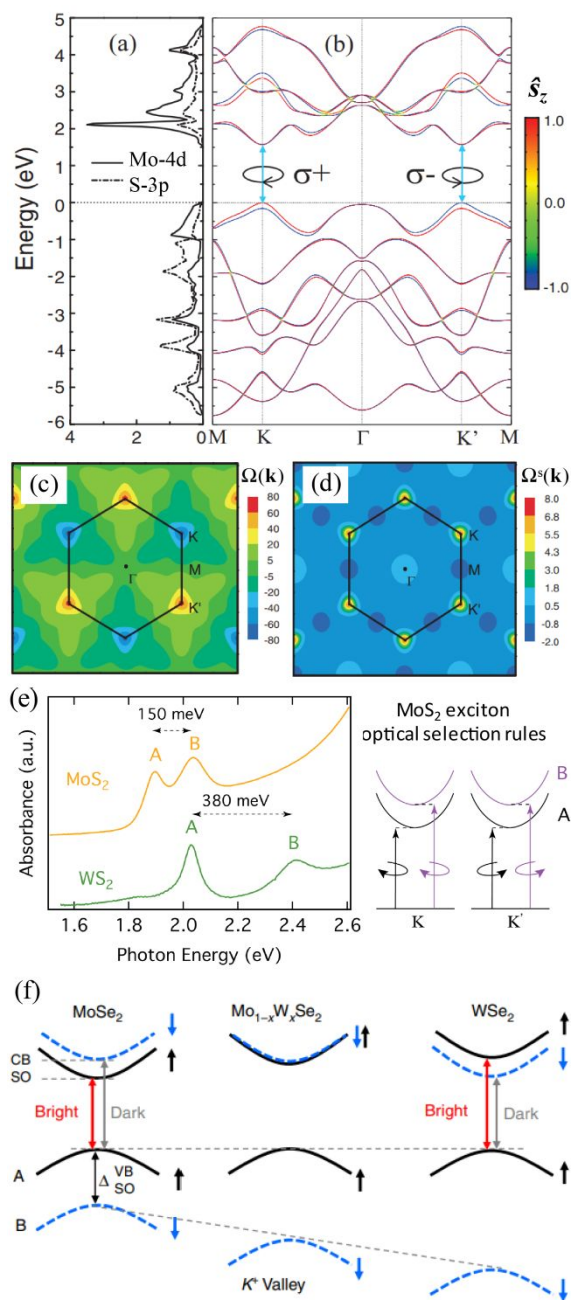 (a)
(b)
5
4
3
2
1
0
-1
-2
-3
-4
-5
-6
Energy (eV)
Mo-4d
S-3p
σ+
σ-
ŝz
1.0
0.0
-1.0
4 2 0
M K Γ K' M
(c)
Ω(k)
80
60
40
20
0
-20
-40
-60
-80
K
M
Γ
K'
(d)
Ωˢ(k)
8.0
6.8
5.5
4.3
3.0
1.8
0.5
-0.8
-2.0
K
M
Γ
K'
(e)
150 meV
A B
MoS₂
380 meV
A
B
WS₂
Absorbance (a.u.)
1.6 1.8 2.0 2.2 2.4 2.6
Photon Energy (eV)
MoS₂ exciton
optical selection rules
B
A
K K'
(f)
MoSe₂ Mo₁₋ₓWₓSe₂ WSe₂
CB
SO
Bright Dark
Bright Dark
A
Δ VB
SO
B
K⁺ Valley